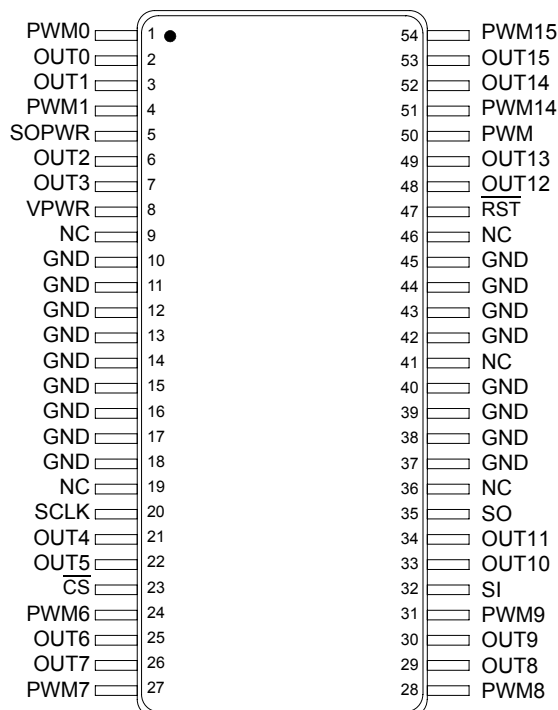 PWM0 1 54 PWM15
OUT0 2 53 OUT15
OUT1 3 52 OUT14
PWM1 4 51 PWM14
SOPWR 5 50 PWM
OUT2 6 49 OUT13
OUT3 7 48 OUT12
VPWR 8 47 RST
NC 9 46 NC
GND 10 45 GND
GND 11 44 GND
GND 12 43 GND
GND 13 42 GND
GND 14 41 NC
GND 15 40 GND
GND 16 39 GND
GND 17 38 GND
GND 18 37 GND
NC 19 36 NC
SCLK 20 35 SO
OUT4 21 34 OUT11
OUT5 22 33 OUT10
CS 23 32 SI
PWM6 24 31 PWM9
OUT6 25 30 OUT9
OUT7 26 29 OUT8
PWM7 27 28 PWM8